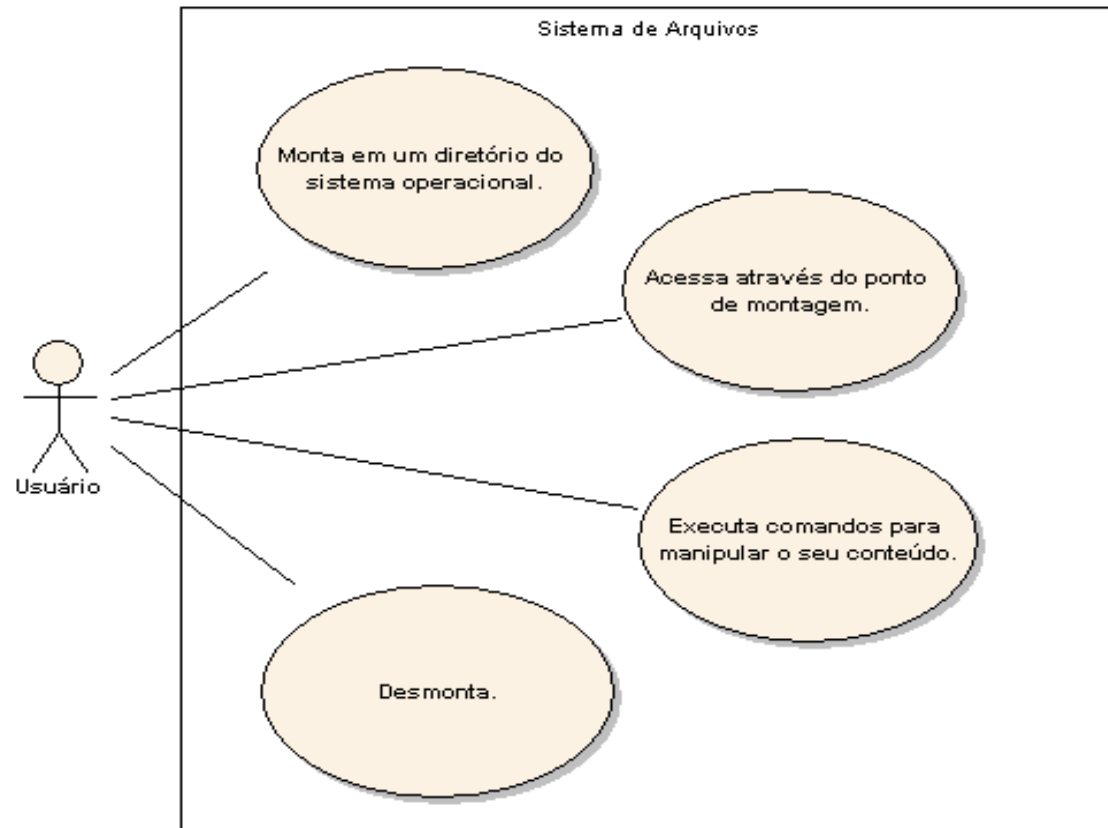 Sistema de Arquivos
Monta em um diretório do
sistema operacional.
Acessa através do ponto
de montagem.
Usuário
Executa comandos para
manipular o seu conteúdo.
Desmonta.